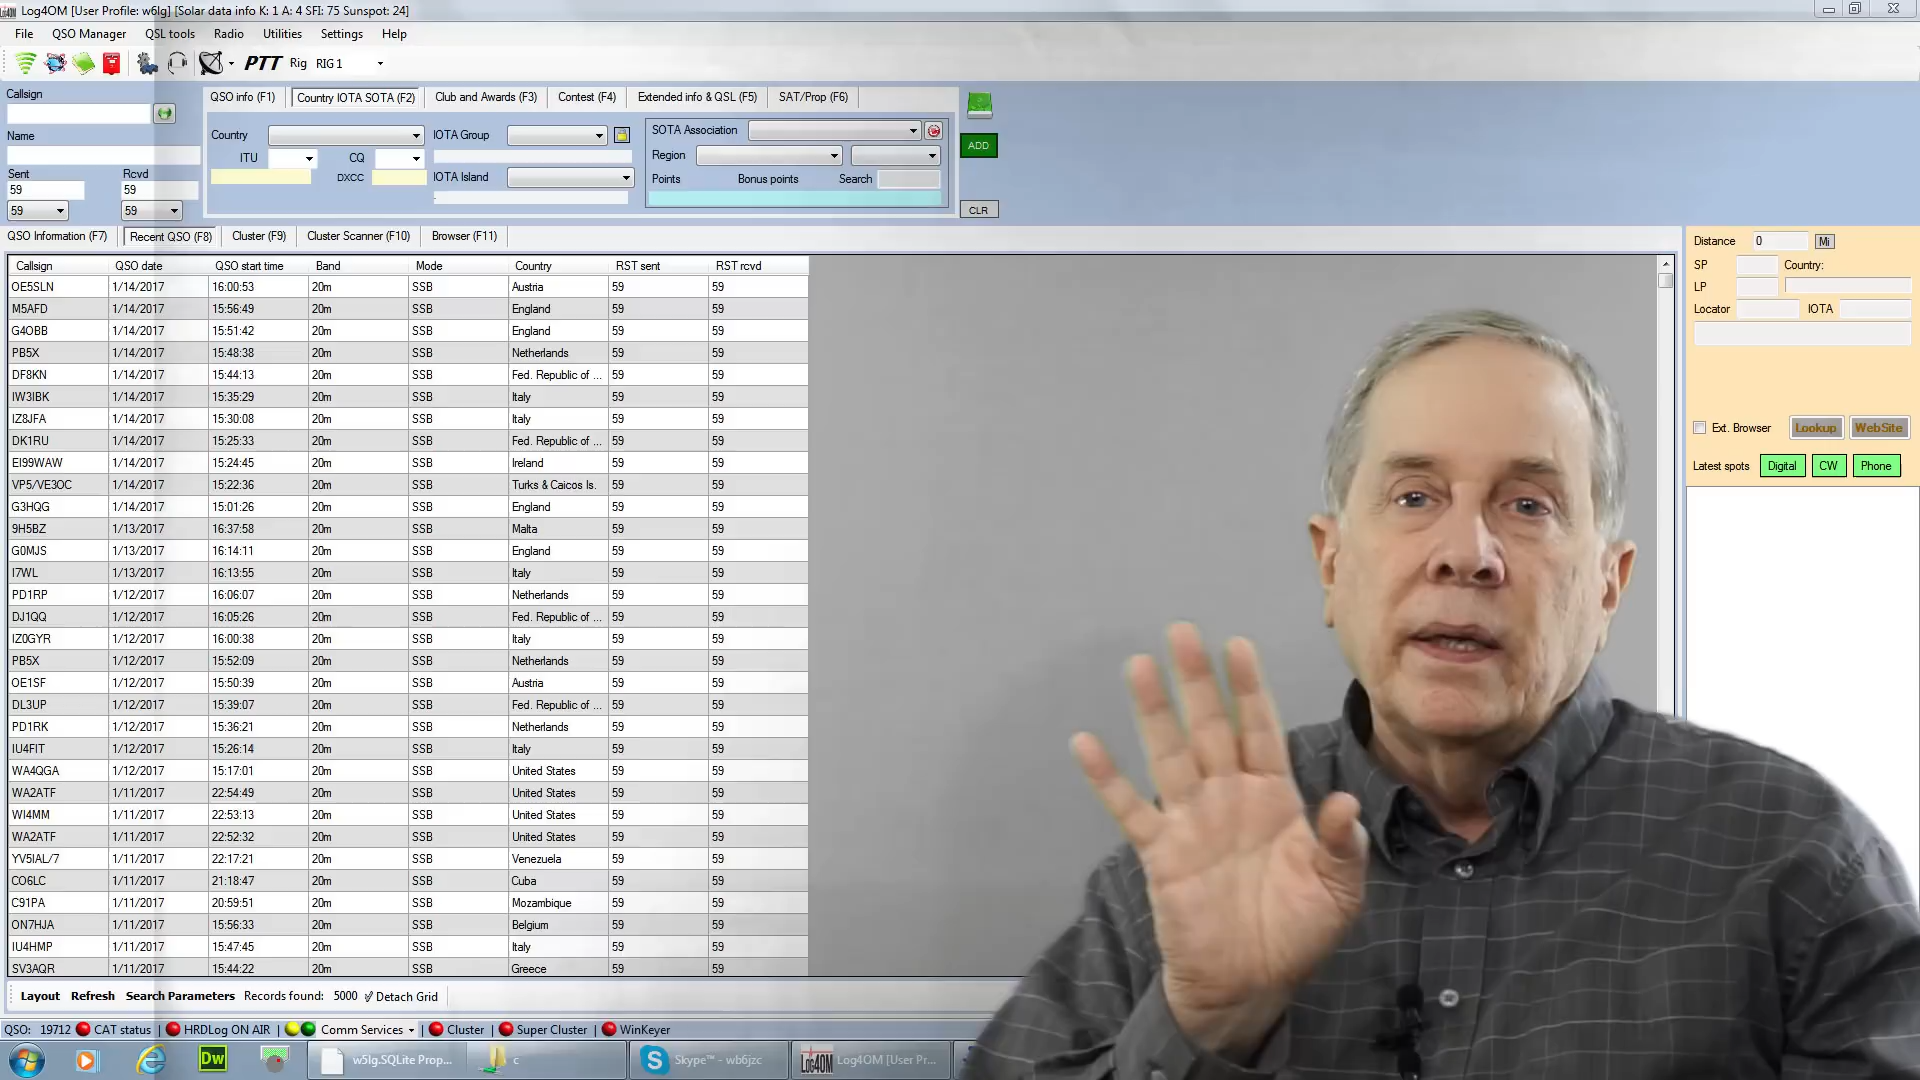 Log4OM [User Profile: w6lg] [Solar data info K: 1 A: 4 SFI: 75 Sunspot: 24]
File QSO Manager QSL tools Radio Utilities Settings Help
PTT Rig RIG 1
Callsign
Name
Sent Rcvd
59 59
59 59
QSO info (F1) Country IOTA SOTA (F2) Club and Awards (F3) Contest (F4) Extended info & QSL (F5) SAT/Prop (F6)
Country IOTA Group SOTA Association
ITU CQ Region
DXCC IOTA Island Points Bonus points Search
-
ADD
CLR
QSO Information (F7) Recent QSO (F8) Cluster (F9) Cluster Scanner (F10) Browser (F11)
Callsign QSO date QSO start time Band Mode Country RST sent RST rcvd
OE5SLN 1/14/2017 16:00:53 20m SSB Austria 59 59
M5AFD 1/14/2017 15:56:49 20m SSB England 59 59
G4OBB 1/14/2017 15:51:42 20m SSB England 59 59
PB5X 1/14/2017 15:48:38 20m SSB Netherlands 59 59
DF8KN 1/14/2017 15:44:13 20m SSB Fed. Republic of ... 59 59
IW3IBK 1/14/2017 15:35:29 20m SSB Italy 59 59
IZ8JFA 1/14/2017 15:30:08 20m SSB Italy 59 59
DK1RU 1/14/2017 15:25:33 20m SSB Fed. Republic of ... 59 59
EI99WAW 1/14/2017 15:24:45 20m SSB Ireland 59 59
VP5/VE3OC 1/14/2017 15:22:36 20m SSB Turks & Caicos Is. 59 59
G3HQG 1/14/2017 15:01:26 20m SSB England 59 59
9H5BZ 1/13/2017 16:37:58 20m SSB Malta 59 59
G0MJS 1/13/2017 16:14:11 20m SSB England 59 59
I7WL 1/13/2017 16:13:55 20m SSB Italy 59 59
PD1RP 1/12/2017 16:06:07 20m SSB Netherlands 59 59
DJ1QQ 1/12/2017 16:05:26 20m SSB Fed. Republic of ... 59 59
IZ0GYR 1/12/2017 16:00:38 20m SSB Italy 59 59
PB5X 1/12/2017 15:52:09 20m SSB Netherlands 59 59
OE1SF 1/12/2017 15:50:39 20m SSB Austria 59 59
DL3UP 1/12/2017 15:39:07 20m SSB Fed. Republic of ... 59 59
PD1RK 1/12/2017 15:36:21 20m SSB Netherlands 59 59
IU4FIT 1/12/2017 15:26:14 20m SSB Italy 59 59
WA4QGA 1/12/2017 15:17:01 20m SSB United States 59 59
WA2ATF 1/11/2017 22:54:49 20m SSB United States 59 59
WI4MM 1/11/2017 22:53:13 20m SSB United States 59 59
WA2ATF 1/11/2017 22:52:32 20m SSB United States 59 59
YV5IAL/7 1/11/2017 22:17:21 20m SSB Venezuela 59 59
CO6LC 1/11/2017 21:18:47 20m SSB Cuba 59 59
C91PA 1/11/2017 20:59:51 20m SSB Mozambique 59 59
ON7HJA 1/11/2017 15:56:33 20m SSB Belgium 59 59
IU4HMP 1/11/2017 15:47:45 20m SSB Italy 59 59
SV3AQR 1/11/2017 15:44:22 20m SSB Greece 59 59
Distance 0 Mi
SP Country:
LP
Locator IOTA
Ext. Browser Lookup WebSite
Latest spots Digital CW Phone
Layout Refresh Search Parameters Records found: 5000 Detach Grid
QSO: 19712 CAT status HRDLog ON AIR Comm Services Cluster Super Cluster WinKeyer
Dw w5lg.SQLite Prop... c Skype™ - wb6jzc Log4OM [User Pr...